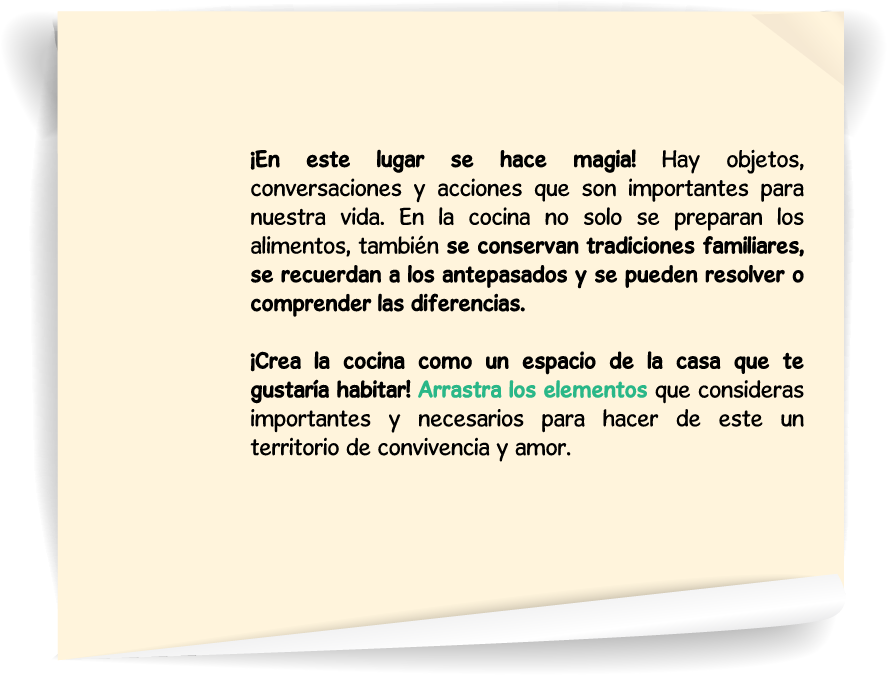 ¡En este lugar se hace magia! Hay objetos,
conversaciones y acciones que son importantes para
nuestra vida. En la cocina no solo se preparan los
alimentos, también se conservan tradiciones familiares,
se recuerdan a los antepasados y se pueden resolver o
comprender las diferencias.
¡Crea la cocina como un espacio de la casa que te
gustaría habitar! Arrastra los elementos que consideras
importantes y necesarios para hacer de este un
territorio de convivencia y amor.